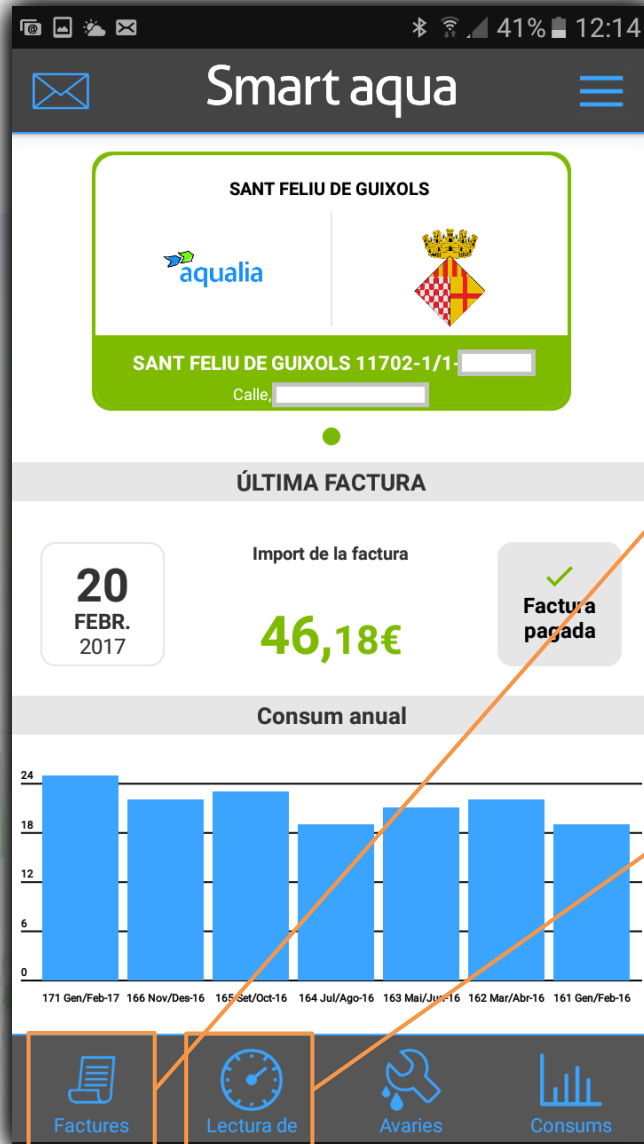 41% 12:14
Smart aqua
SANT FELIU DE GUIXOLS
aqualia
SANT FELIU DE GUIXOLS 11702-1/1-
Calle,
ÚLTIMA FACTURA
20
FEBR.
2017
Import de la factura
46,18€
Factura
pagada
Consum anual
24
18
12
6
0
171 Gen/Feb-17 166 Nov/Des-16 165 Set/Oct-16 164 Jul/Ago-16 163 Mai/Jun-16 162 Mar/Abr-16 161 Gen/Feb-16
Factures Lectura de Avaries Consums